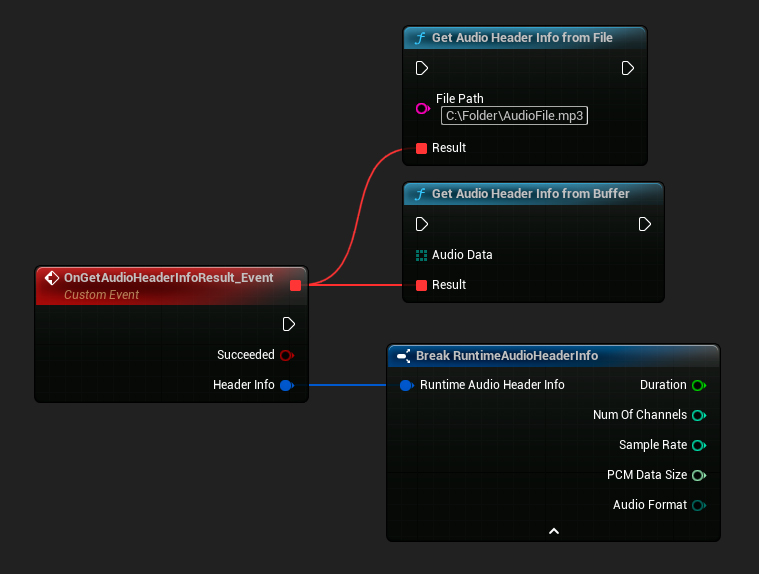 Get Audio Header Info from File
File Path
C:\Folder\AudioFile.mp3
Result
Get Audio Header Info from Buffer
Audio Data
Result
OnGetAudioHeaderInfoResult_Event
Custom Event
Succeeded
Header Info
Break RuntimeAudioHeaderInfo
Runtime Audio Header Info
Duration
Num Of Channels
Sample Rate
PCM Data Size
Audio Format